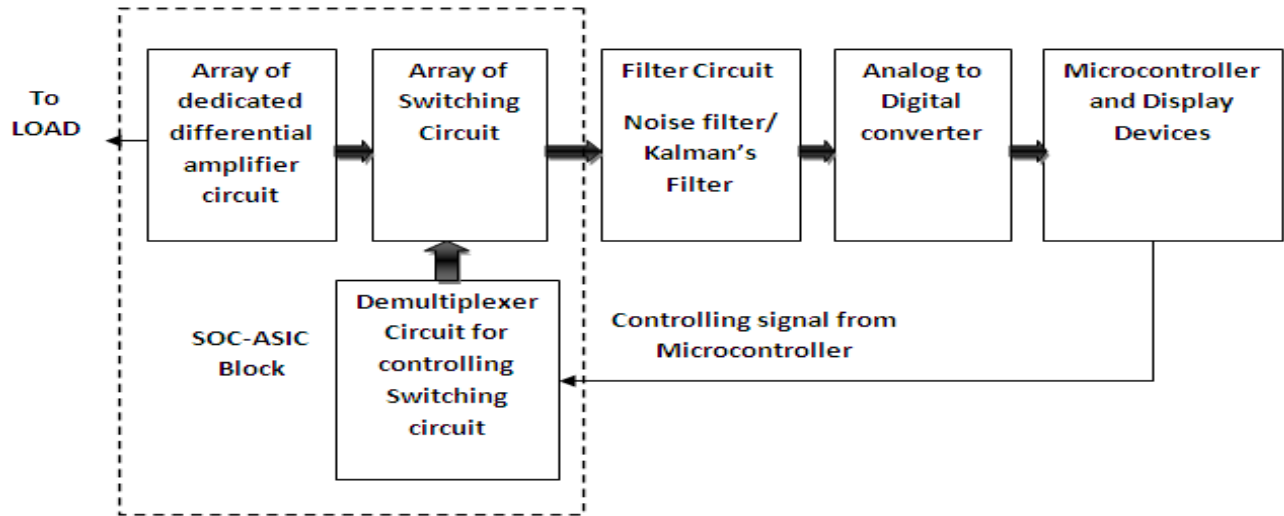 To
LOAD
Array of
dedicated
differential
amplifier
circuit
Array of
Switching
Circuit
Filter Circuit
Noise filter/
Kalman's
Filter
Analog to
Digital
converter
Microcontroller
and Display
Devices
SOC-ASIC
Block
Demultiplexer
Circuit for
controlling
Switching
circuit
Controlling signal from
Microcontroller